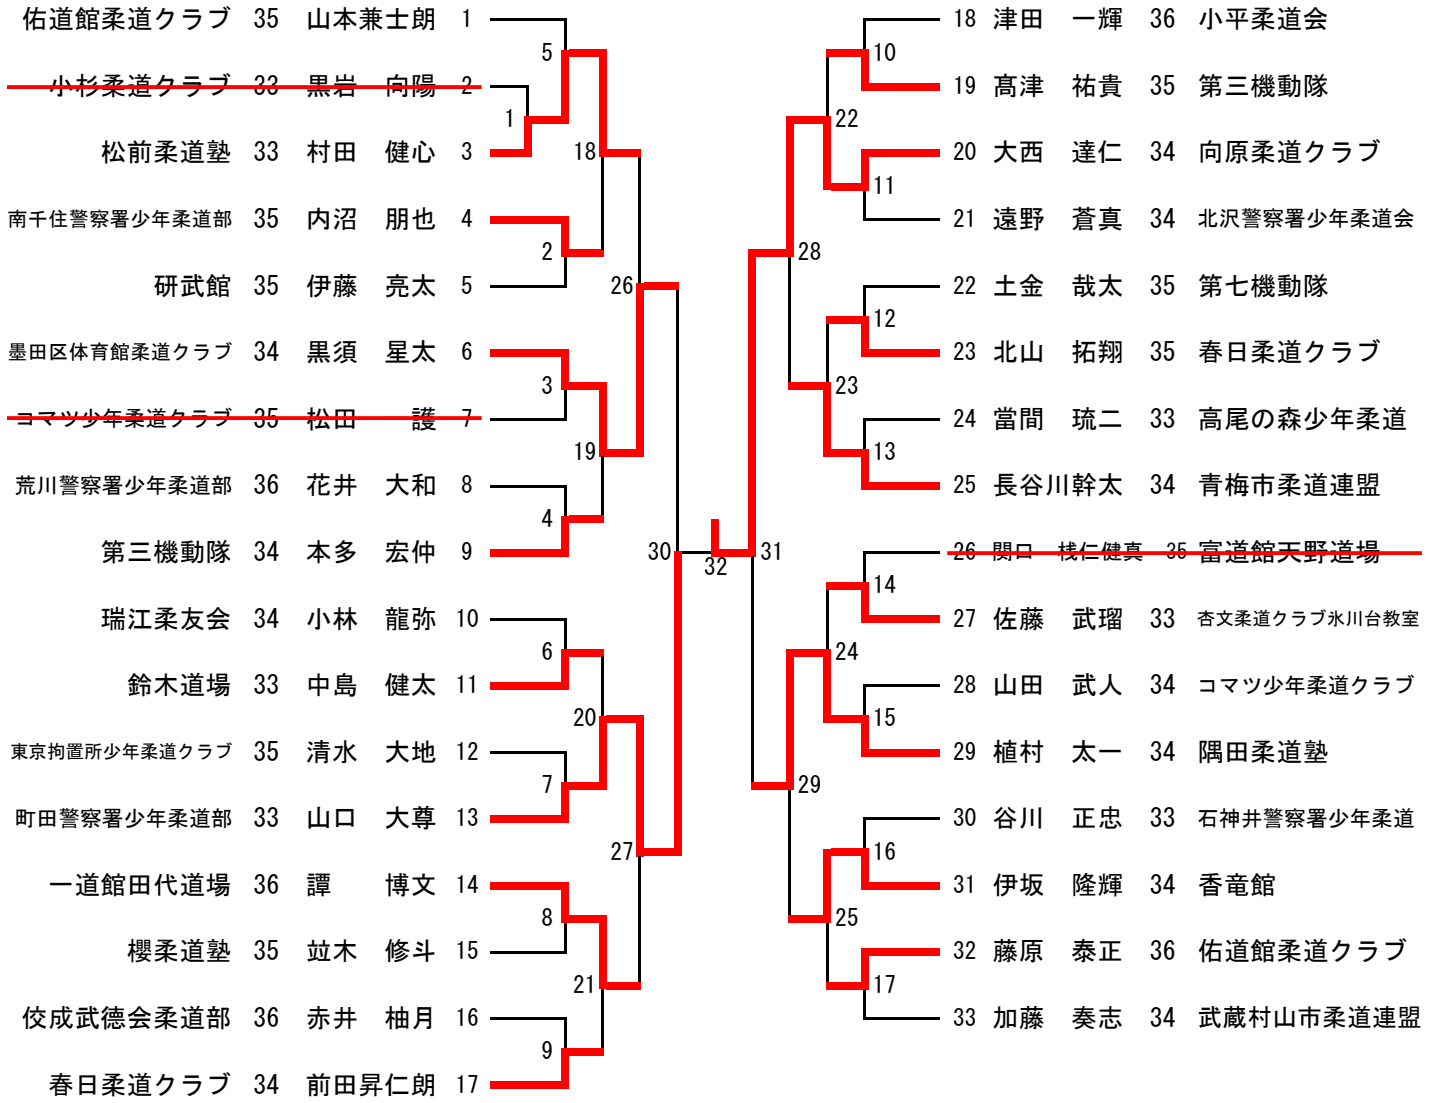 佑道館柔道クラブ 35 山本兼士朗 1
小杉柔道クラブ 33 黒岩 向陽 2
松前柔道塾 33 村田 健心 3
南千住警察署少年柔道部 35 内沼 朋也 4
研武館 35 伊藤 亮太 5
墨田区体育館柔道クラブ 34 黒須 星太 6
コマツ少年柔道クラブ 35 松田 護 7
荒川警察署少年柔道部 36 花井 大和 8
第三機動隊 34 本多 宏仲 9
瑞江柔友会 34 小林 龍弥 10
鈴木道場 33 中島 健太 11
東京拘置所少年柔道クラブ 35 清水 大地 12
町田警察署少年柔道部 33 山口 大尊 13
一道館田代道場 36 譚 博文 14
櫻柔道塾 35 竝木 修斗 15
佼成武徳会柔道部 36 赤井 柚月 16
春日柔道クラブ 34 前田昇仁朗 17
5
1
18
2
26
3
19
4
30
6
20
7
27
8
21
9
32
31
10
22
11
28
12
23
13
14
24
15
29
16
25
17
18 津田 一輝 36 小平柔道会
19 髙津 祐貴 35 第三機動隊
20 大西 達仁 34 向原柔道クラブ
21 遠野 蒼真 34 北沢警察署少年柔道会
22 土金 哉太 35 第七機動隊
23 北山 拓翔 35 春日柔道クラブ
24 當間 琉二 33 高尾の森少年柔道
25 長谷川幹太 34 青梅市柔道連盟
26 関口 桟仁健真 35 富道館天野道場
27 佐藤 武瑠 33 杏文柔道クラブ氷川台教室
28 山田 武人 34 コマツ少年柔道クラブ
29 植村 太一 34 隅田柔道塾
30 谷川 正忠 33 石神井警察署少年柔道
31 伊坂 隆輝 34 香竜館
32 藤原 泰正 36 佑道館柔道クラブ
33 加藤 奏志 34 武蔵村山市柔道連盟